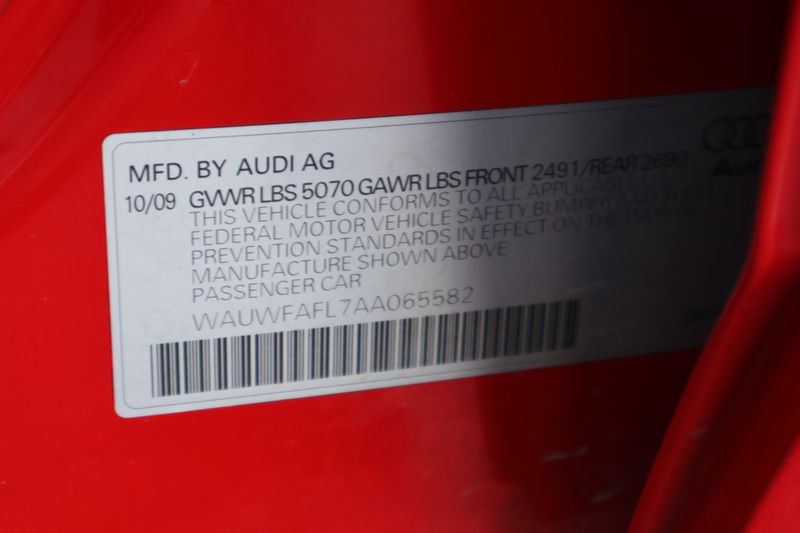 MFD. BY AUDI AG
10/09 GVWR LBS 5070 GAWR LBS FRONT 2491/REAR 2690
THIS VEHICLE CONFORMS TO ALL APPLICABLE U.S.
FEDERAL MOTOR VEHICLE SAFETY BUMPER AND THEFT
PREVENTION STANDARDS IN EFFECT ON THE DATE OF
MANUFACTURE SHOWN ABOVE
PASSENGER CAR
WAUWFAFL7AA065582